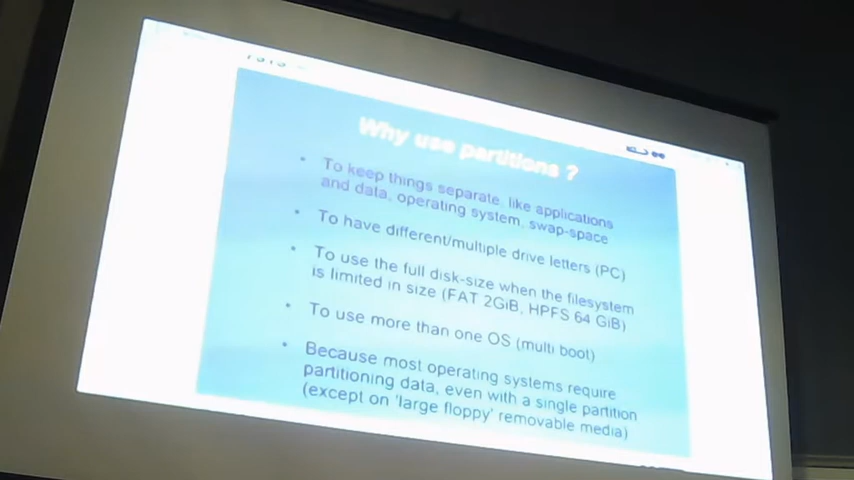 Why use partitions ?
• To keep things separate, like applications
and data, operating system, swap-space
• To have different/multiple drive letters (PC)
• To use the full disk-size when the filesystem
is limited in size (FAT 2GiB, HPFS 64 GiB)
• To use more than one OS (multi boot)
• Because most operating systems require
partitioning data, even with a single partition
(except on 'large floppy' removable media)